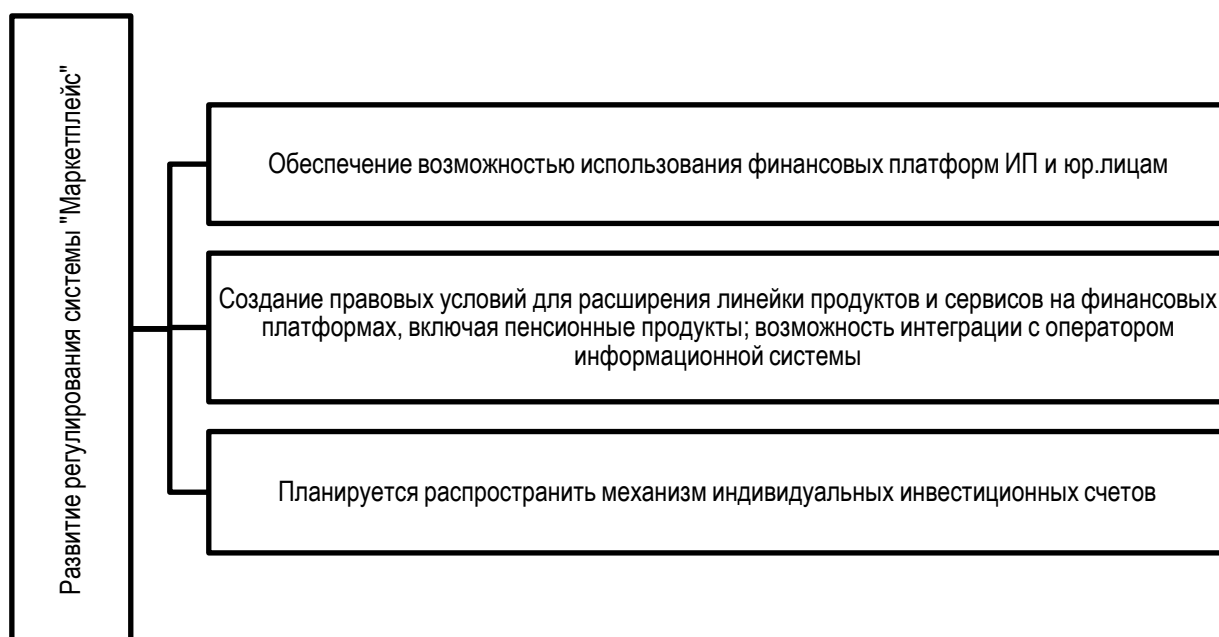 Развитие регулирования системы "Маркетплейс"
Обеспечение возможностью использования финансовых платформ ИП и юр.лицам
Создание правовых условий для расширения линейки продуктов и сервисов на финансовых
платформах, включая пенсионные продукты; возможность интеграции с оператором
информационной системы
Планируется распространить механизм индивидуальных инвестиционных счетов